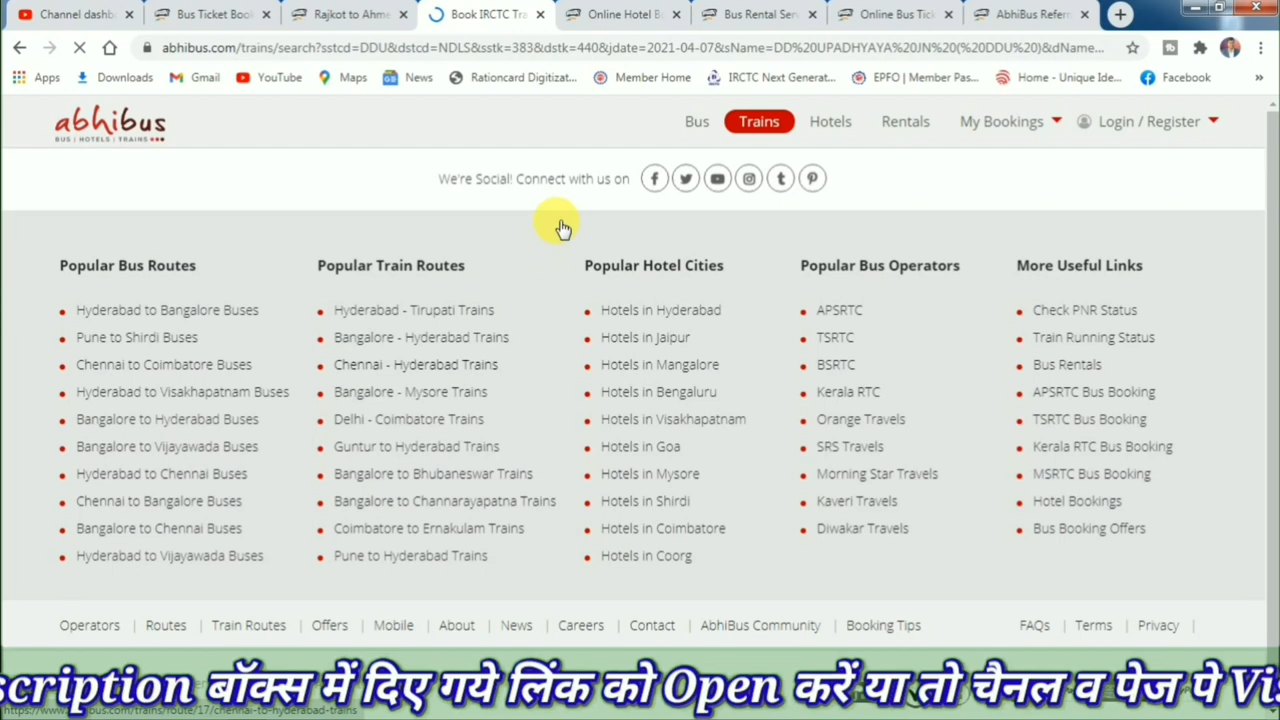 Channel dashb
Bus Ticket Boo
Rajkot to Ahme
Book IRCTC Tra
Online Hotel B
Bus Rental Ser
Online Bus Tic
AbhiBus Refer
abhibus.com/trains/search?sstcd=DDU&dstcd=NDLS&sstk=383&dstk=440&jdate=2021-04-07&sName=DD%20UPADHYAYA%20JN%20(%20DDU%20)&dName...
Apps
Downloads
Gmail
YouTube
Maps
News
Rationcard Digitizat...
Member Home
IRCTC Next Generat...
EPFO | Member Pas...
Home - Unique Ide...
Facebook
»
abhibus
BUS | HOTELS | TRAINS
Bus
Trains
Hotels
Rentals
My Bookings
Login / Register
We're Social! Connect with us on
Popular Bus Routes
Hyderabad to Bangalore Buses
Pune to Shirdi Buses
Chennai to Coimbatore Buses
Hyderabad to Visakhapatnam Buses
Bangalore to Hyderabad Buses
Bangalore to Vijayawada Buses
Hyderabad to Chennai Buses
Chennai to Bangalore Buses
Bangalore to Chennai Buses
Hyderabad to Vijayawada Buses
Popular Train Routes
Hyderabad - Tirupati Trains
Bangalore - Hyderabad Trains
Chennai - Hyderabad Trains
Bangalore - Mysore Trains
Delhi - Coimbatore Trains
Guntur to Hyderabad Trains
Bangalore to Bhubaneswar Trains
Bangalore to Channarayapatna Trains
Coimbatore to Ernakulam Trains
Pune to Hyderabad Trains
Popular Hotel Cities
Hotels in Hyderabad
Hotels in Jaipur
Hotels in Mangalore
Hotels in Bengaluru
Hotels in Visakhapatnam
Hotels in Goa
Hotels in Mysore
Hotels in Shirdi
Hotels in Coimbatore
Hotels in Coorg
Popular Bus Operators
APSRTC
TSRTC
BSRTC
Kerala RTC
Orange Travels
SRS Travels
Morning Star Travels
Kaveri Travels
Diwakar Travels
More Useful Links
Check PNR Status
Train Running Status
Bus Rentals
APSRTC Bus Booking
TSRTC Bus Booking
Kerala RTC Bus Booking
MSRTC Bus Booking
Hotel Bookings
Bus Booking Offers
Operators | Routes | Train Routes | Offers | Mobile | About | News | Careers | Contact | AbhiBus Community | Booking Tips
FAQs | Terms | Privacy |
scription बॉक्स में दिए गये लिंक को Open करें या तो चैनल व पेज पे Vis